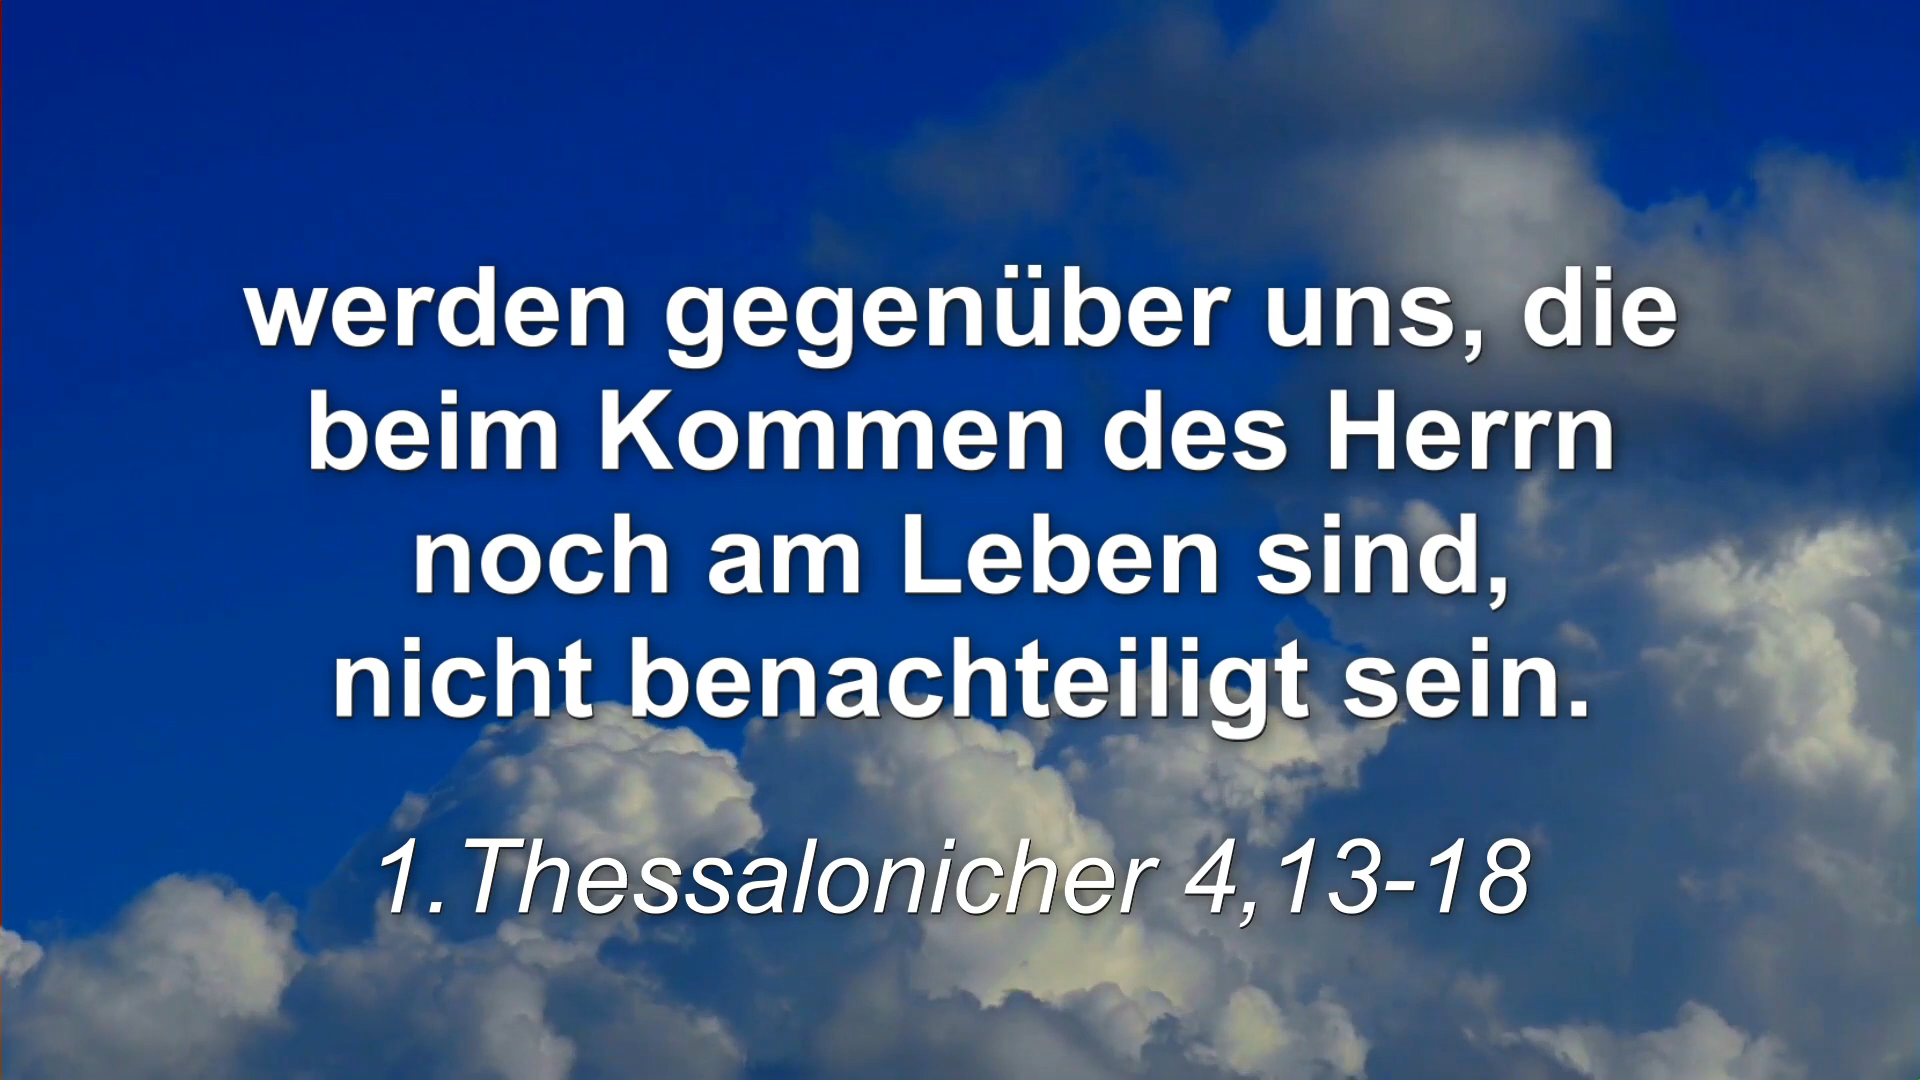 werden gegenüber uns, die
beim Kommen des Herrn
noch am Leben sind,
nicht benachteiligt sein.
1.Thessalonicher 4,13-18